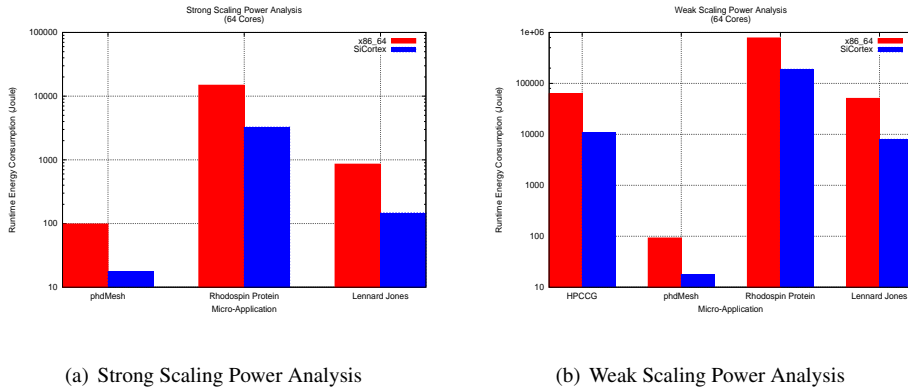 Strong Scaling Power Analysis
(64 Cores)
100000
10000
1000
100
10
Runtime Energy Consumption (Joule)
x86_64
SiCortex
phdMesh
Rhodospin Protein
Lennard Jones
Micro-Application
(a) Strong Scaling Power Analysis
Weak Scaling Power Analysis
(64 Cores)
1e+06
100000
10000
1000
100
10
Runtime Energy Consumption (Joule)
x86_64
SiCortex
HPCCG
phdMesh
Rhodospin Protein
Lennard Jones
Micro-Application
(b) Weak Scaling Power Analysis